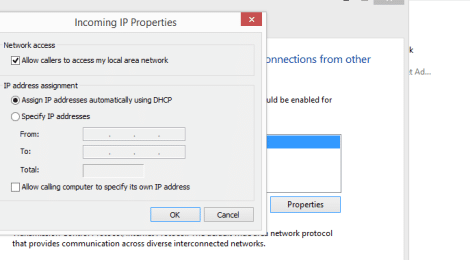 Incoming IP Properties
Network access
Allow callers to access my local area network
IP address assignment
Assign IP addresses automatically using DHCP
Specify IP addresses
From:
To:
Total:
Allow calling computer to specify its own IP address
OK Cancel
onnections from other
uld be enabled for
Properties
area network protocol
that provides communication across diverse interconnected networks.
k
t Ad...